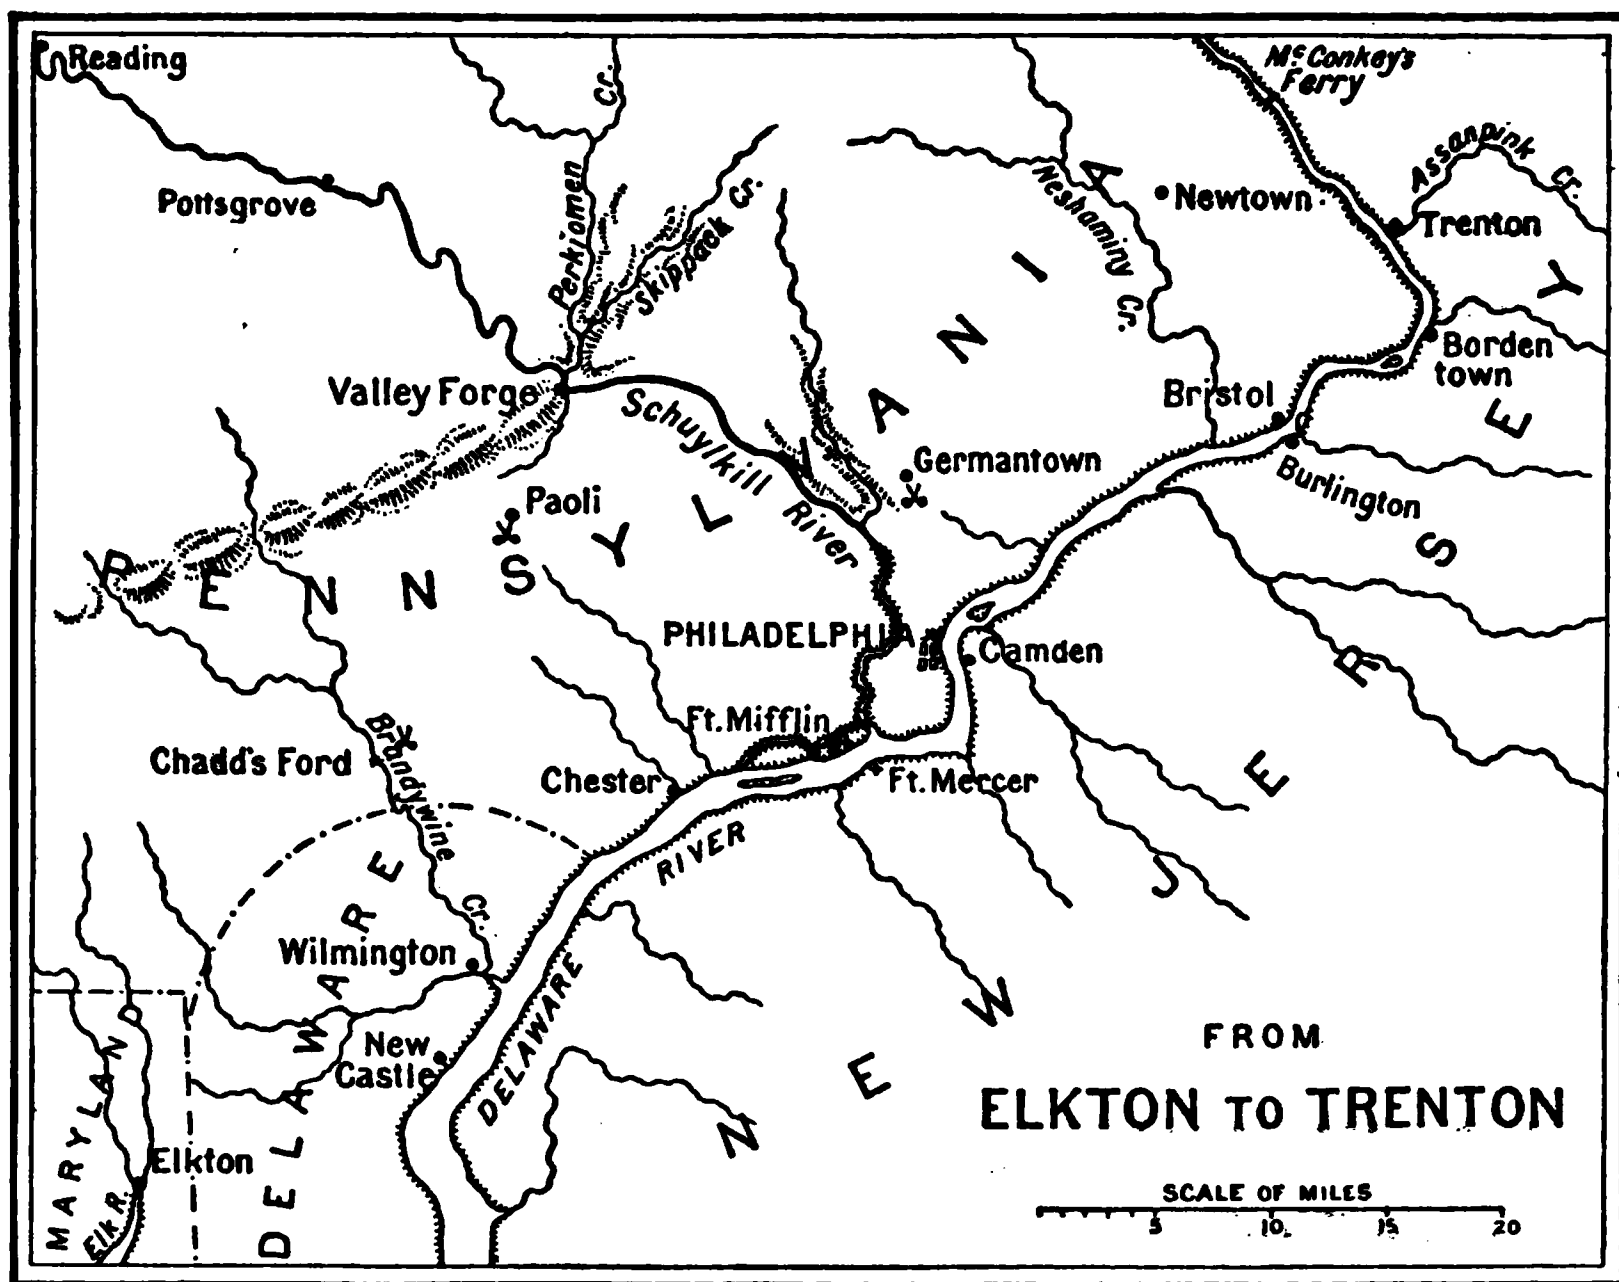 Reading
Mc. Conkey's
Ferry
Cr.
Assanpink Cr.
Pottsgrove
Perkiomen
Skippack Cr.
Neshaminy Cr.
Newtown
Trenton
Valley Forge
Schuylkill River
Borden
town
Bristol
Burlington
Germantown
Paoli
PENNSYLVANIA
PHILADELPHIA
Camden
Ft. Mifflin
Chadd's Ford
Brandywine Cr.
Chester
Ft. Mercer
NEW JERSEY
DELAWARE RIVER
Wilmington
DELAWARE
New
Castle
MARYLAND
Elkton
Elk R.
FROM
ELKTON TO TRENTON
SCALE OF MILES
5 10 15 20